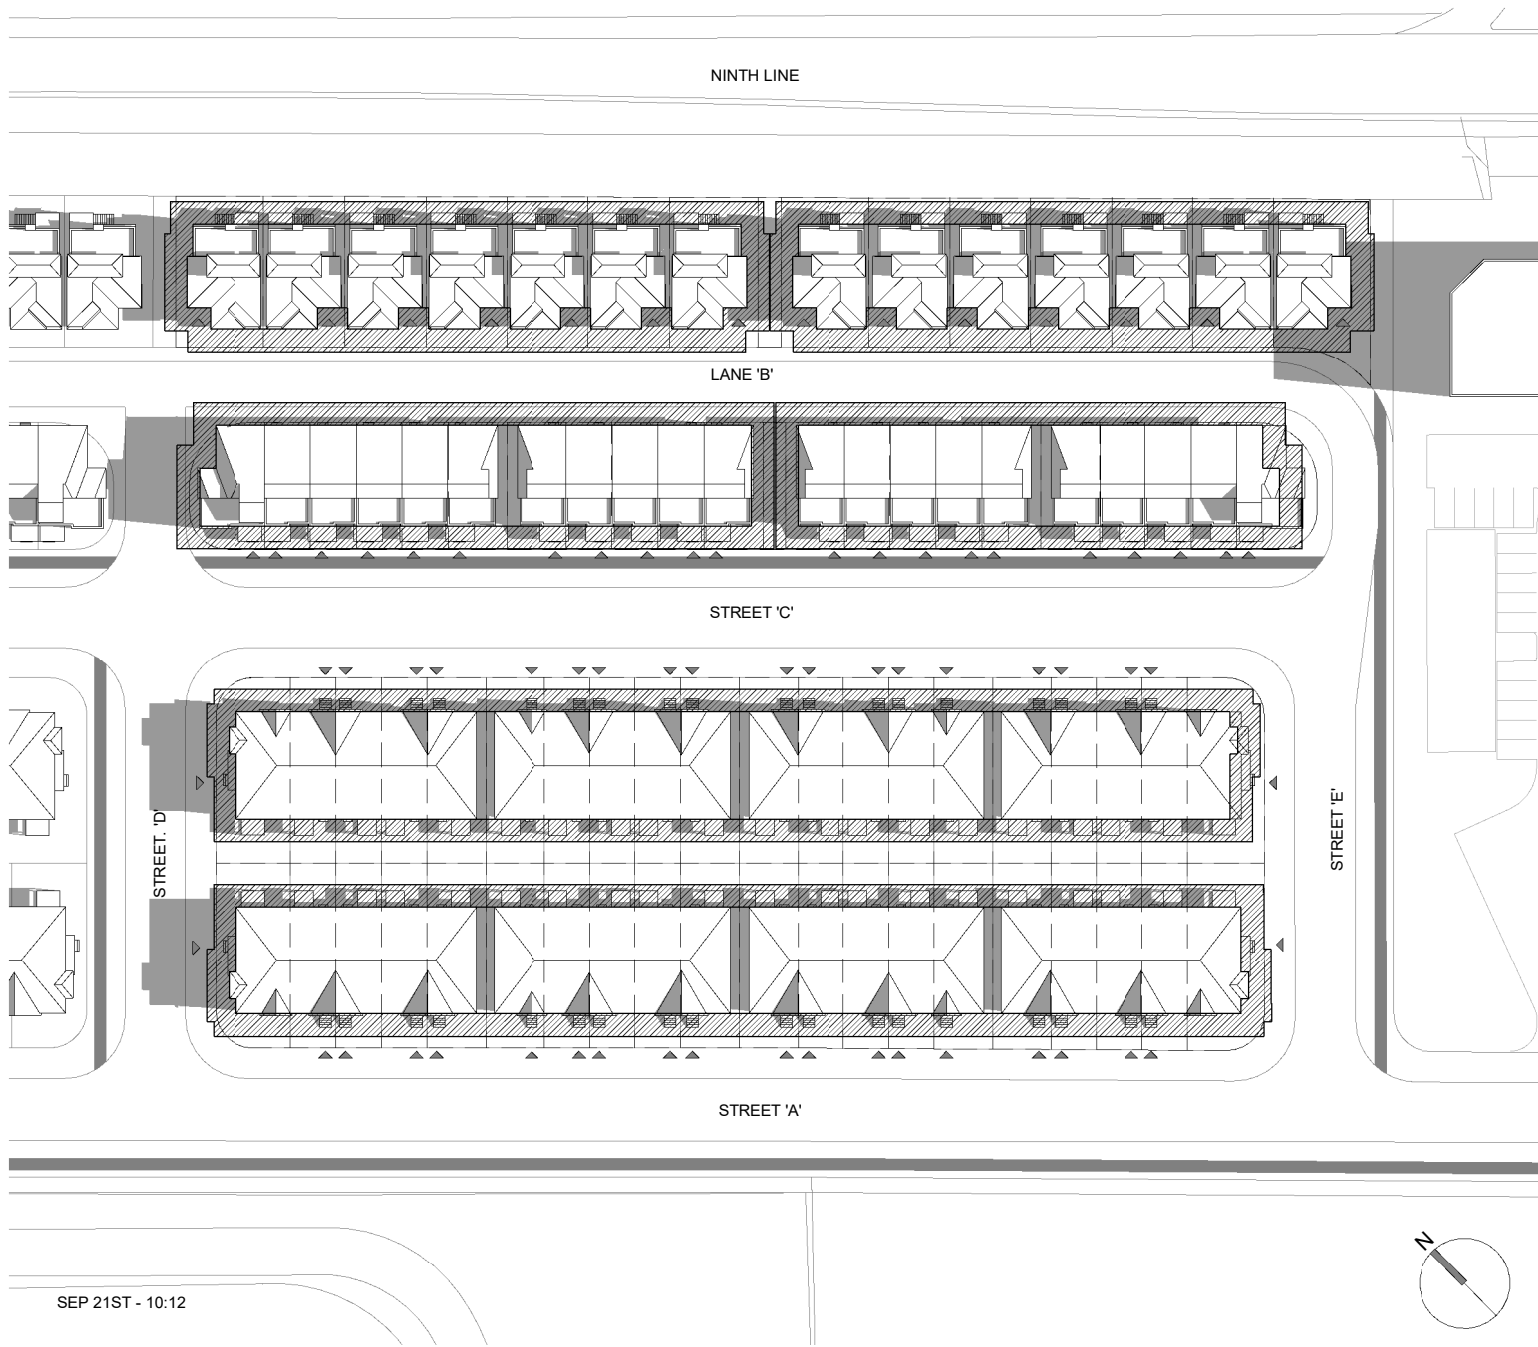 NINTH LINE
LANE 'B'
STREET 'C'
STREET. 'D'
STREET 'E'
STREET 'A'
N
SEP 21ST - 10:12